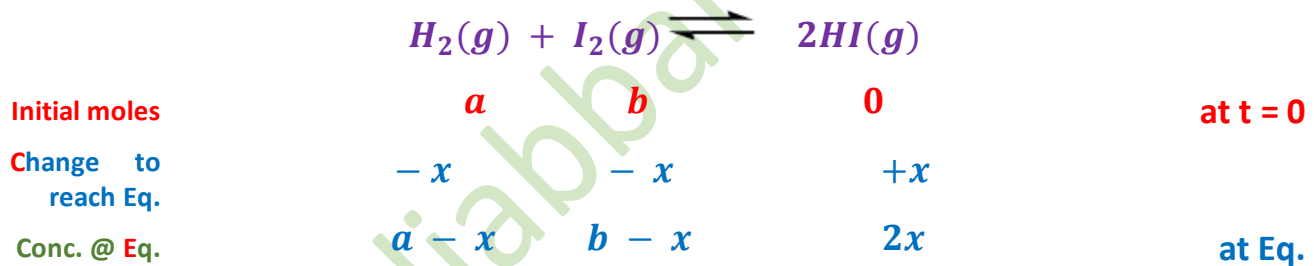 H₂(g) + I₂(g) ⇌ 2HI(g)
Initial moles a b 0 at t = 0
Change to
reach Eq. − x − x +x
Conc. @ Eq. a − x b − x 2x at Eq.